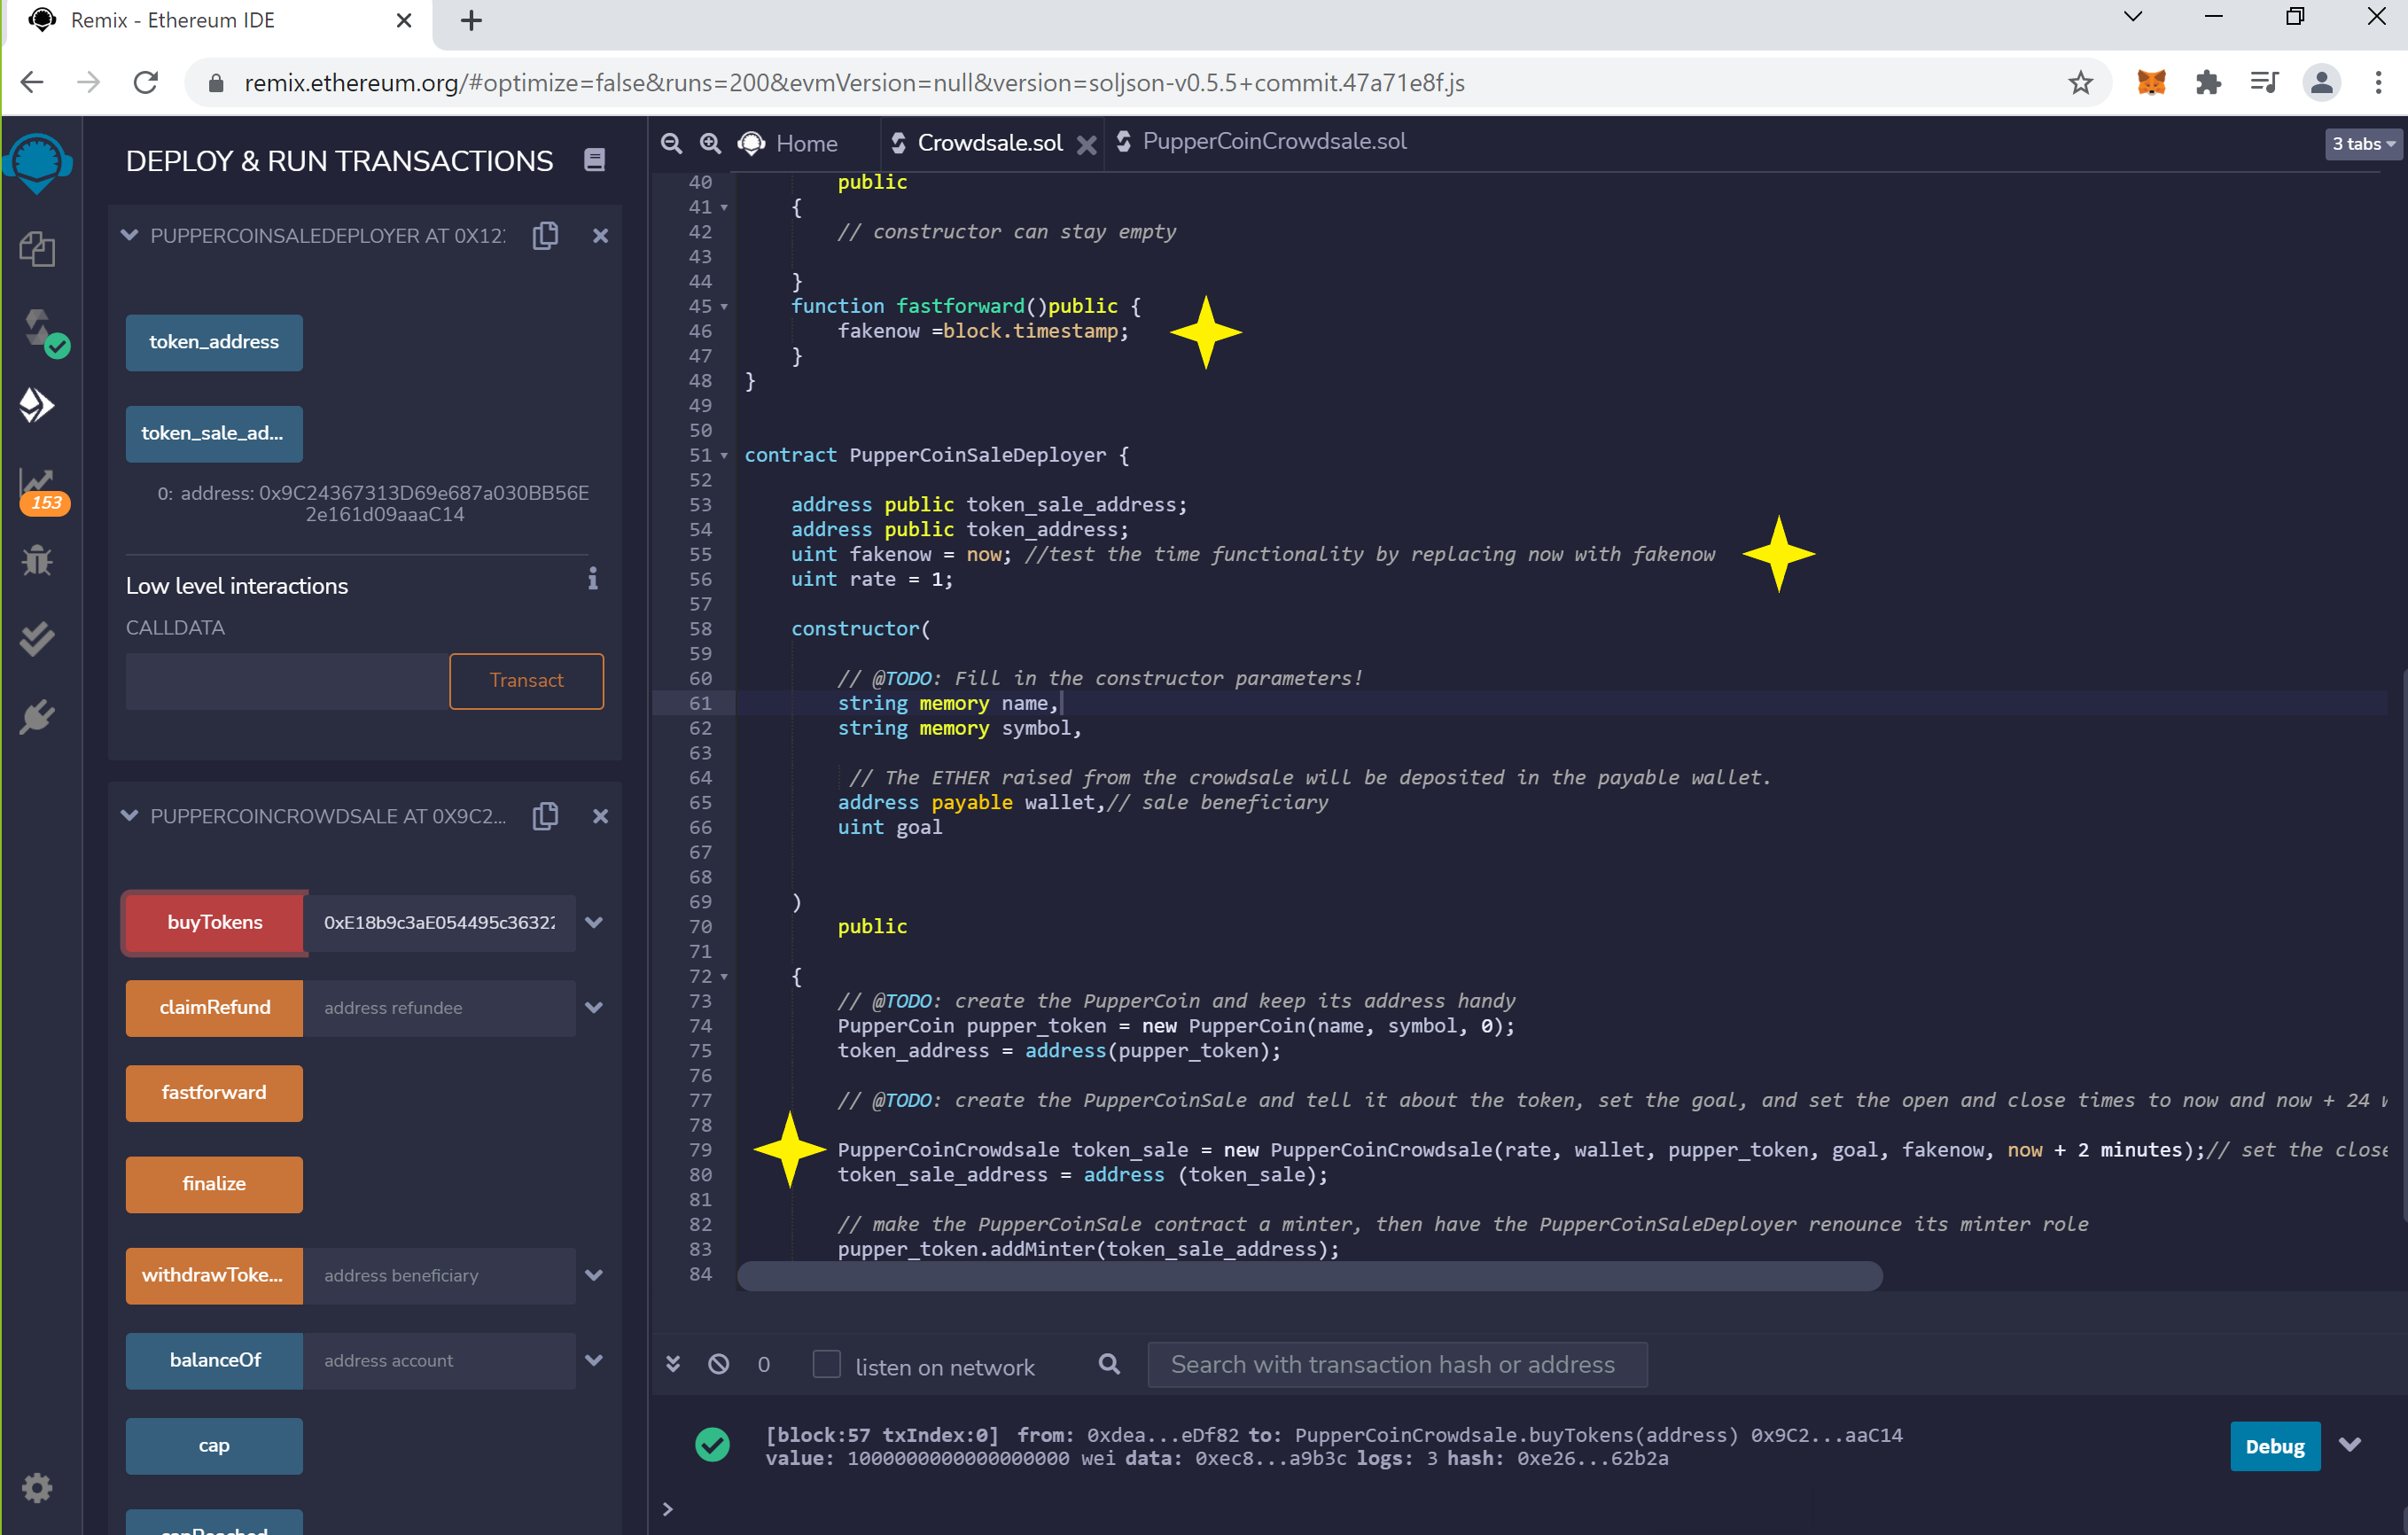 Remix - Ethereum IDE
remix.ethereum.org/#optimize=false&runs=200&evmVersion=null&version=soljson-v0.5.5+commit.47a71e8f.js
DEPLOY & RUN TRANSACTIONS
PUPPERCOINSALEDEPLOYER AT 0X12
token_address
token_sale_ad...
0: address: 0x9C24367313D69e687a030BB56E
2e161d09aaaC14
Low level interactions
CALLDATA
Transact
153
PUPPERCOINCROWDSALE AT 0X9C2...
buyTokens 0xE18b9c3aE054495c36322
claimRefund address refundee
fastforward
finalize
withdrawToke... address beneficiary
balanceOf address account
cap
capReached
Home
Crowdsale.sol
PupperCoinCrowdsale.sol
3 tabs
40 public
41 {
42 // constructor can stay empty
43
44 }
45 function fastforward()public {
46 fakenow =block.timestamp;
47 }
48 }
49
50
51 contract PupperCoinSaleDeployer {
52
53 address public token_sale_address;
54 address public token_address;
55 uint fakenow = now; //test the time functionality by replacing now with fakenow
56 uint rate = 1;
57
58 constructor(
59
60 // @TODO: Fill in the constructor parameters!
61 string memory name,
62 string memory symbol,
63
64 // The ETHER raised from the crowdsale will be deposited in the payable wallet.
65 address payable wallet,// sale beneficiary
66 uint goal
67
68
69 )
70 public
71
72 {
73 // @TODO: create the PupperCoin and keep its address handy
74 PupperCoin pupper_token = new PupperCoin(name, symbol, 0);
75 token_address = address(pupper_token);
76
77 // @TODO: create the PupperCoinSale and tell it about the token, set the goal, and set the open and close times to now and now + 24
78
79 PupperCoinCrowdsale token_sale = new PupperCoinCrowdsale(rate, wallet, pupper_token, goal, fakenow, now + 2 minutes);// set the close
80 token_sale_address = address (token_sale);
81
82 // make the PupperCoinSale contract a minter, then have the PupperCoinSaleDeployer renounce its minter role
83 pupper_token.addMinter(token_sale_address);
84
0 listen on network Search with transaction hash or address
[block:57 txIndex:0] from: 0xdea...eDf82 to: PupperCoinCrowdsale.buyTokens(address) 0x9C2...aaC14
value: 1000000000000000000 wei data: 0xec8...a9b3c logs: 3 hash: 0xe26...62b2a
Debug
>